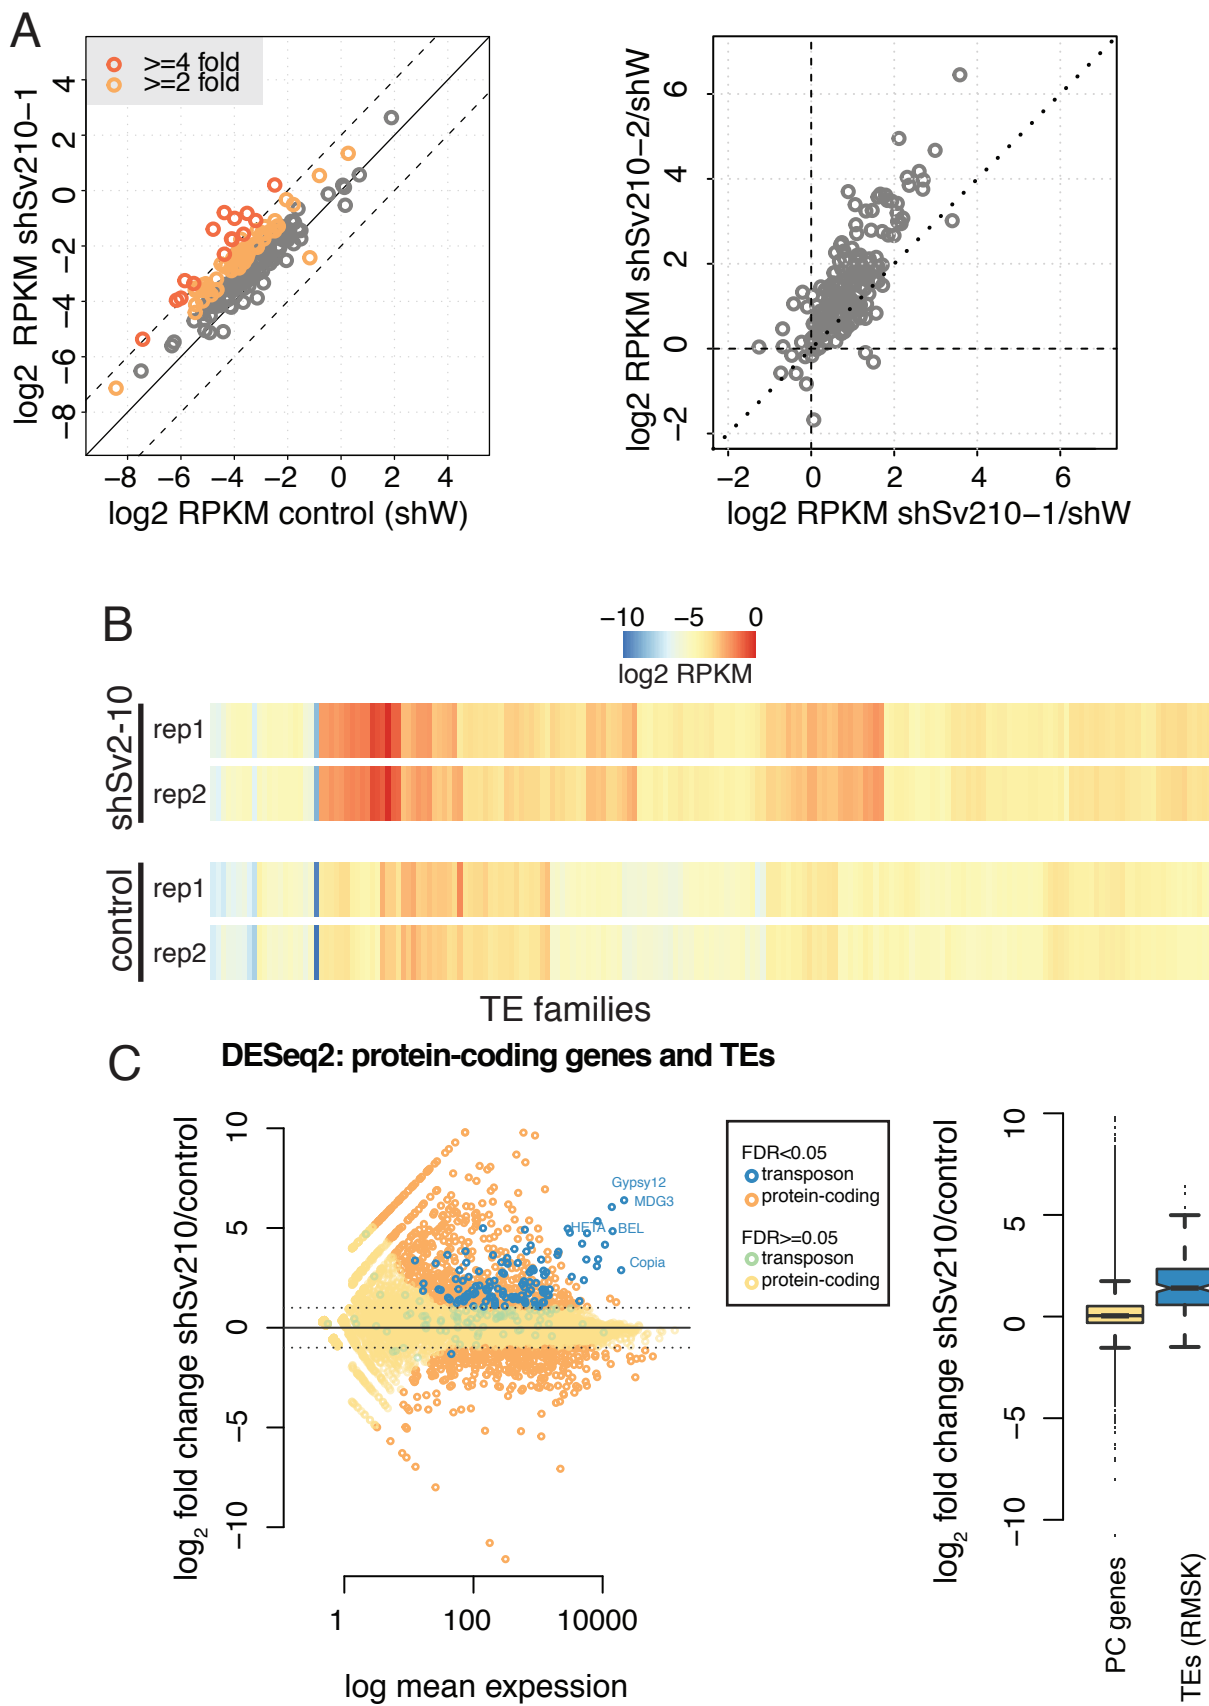 A
>=4 fold
>=2 fold
log2 RPKM shSv210−1
4
2
0
−2
−4
−6
−8
−8 −6 −4 −2 0 2 4
log2 RPKM control (shW)
log2 RPKM shSv210−2/shW
6
4
2
0
−2
−2 0 2 4 6
log2 RPKM shSv210−1/shW
B
−10 −5 0
log2 RPKM
shSv2-10
rep1
rep2
control
rep1
rep2
TE families
C
DESeq2: protein-coding genes and TEs
log2 fold change shSv210/control
10
5
0
−5
−10
Gypsy12
MDG3
HETA
BEL
Copia
1 100 10000
log mean expession
FDR<0.05
transposon
protein-coding
FDR>=0.05
transposon
protein-coding
log2 fold change shSv210/control
10
5
0
−5
−10
PC genes
TEs (RMSK)